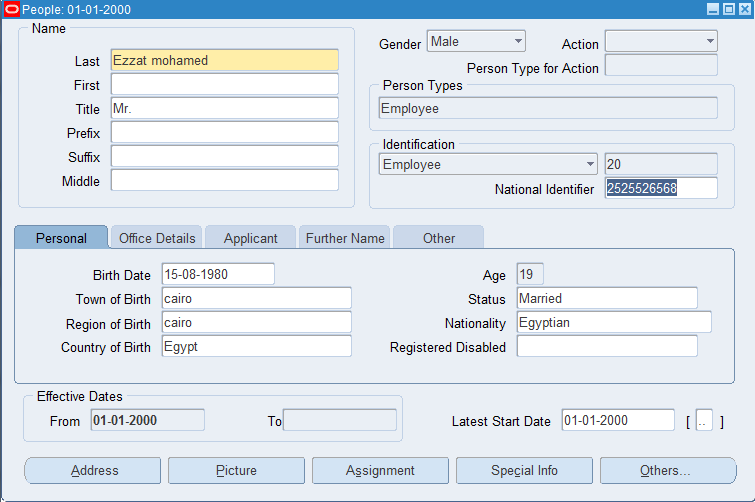 People: 01-01-2000
Name
Last Ezzat mohamed
First
Title Mr.
Prefix
Suffix
Middle
Gender Male Action
Person Type for Action
Person Types
Employee
Identification
Employee 20
National Identifier 2525526568
Personal Office Details Applicant Further Name Other
Birth Date 15-08-1980 Age 19
Town of Birth cairo Status Married
Region of Birth cairo Nationality Egyptian
Country of Birth Egypt Registered Disabled
Effective Dates
From 01-01-2000 To Latest Start Date 01-01-2000 [ .. ]
Address Picture Assignment Special Info Others...